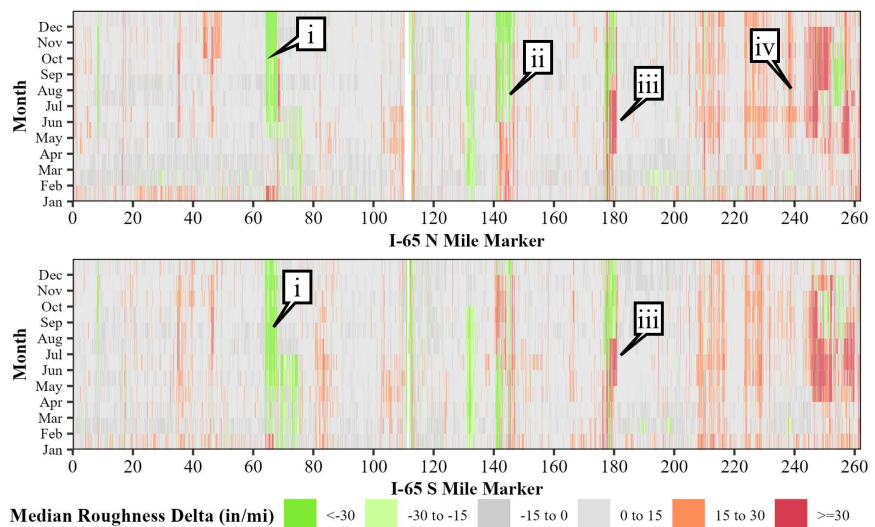 Month
Dec
Nov
Oct
Sep
Aug
Jul
Jun
May
Apr
Mar
Feb
Jan
i
ii
iii
iv
0 20 40 60 80 100 120 140 160 180 200 220 240 260
I-65 N Mile Marker
Month
Dec
Nov
Oct
Sep
Aug
Jul
Jun
May
Apr
Mar
Feb
Jan
i
iii
0 20 40 60 80 100 120 140 160 180 200 220 240 260
I-65 S Mile Marker
Median Roughness Delta (in/mi) <-30 -30 to -15 -15 to 0 0 to 15 15 to 30 >=30